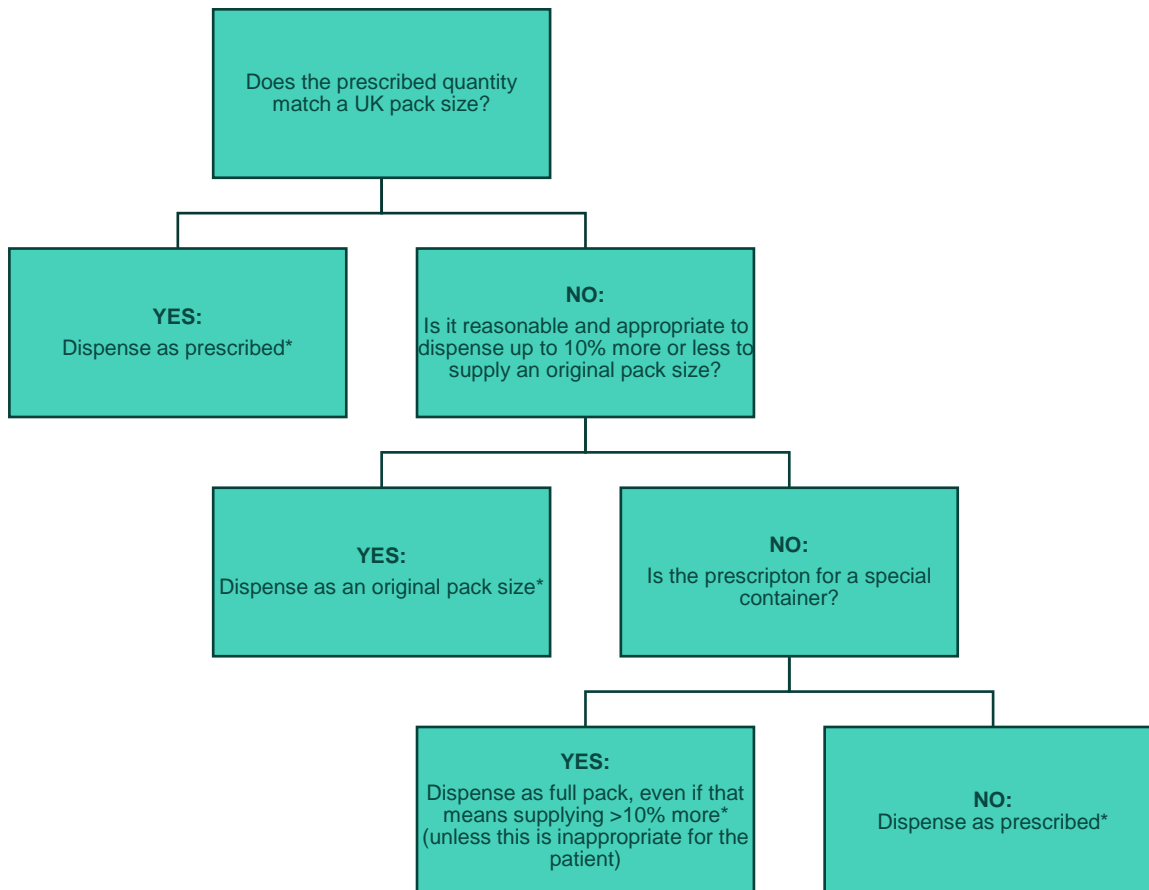 Does the prescribed quantity
match a UK pack size?
YES:
Dispense as prescribed*
NO:
Is it reasonable and appropriate to
dispense up to 10% more or less to
supply an original pack size?
YES:
Dispense as an original pack size*
NO:
Is the prescripton for a special
container?
YES:
Dispense as full pack, even if that
means supplying >10% more*
(unless this is inappropriate for the
patient)
NO:
Dispense as prescribed*